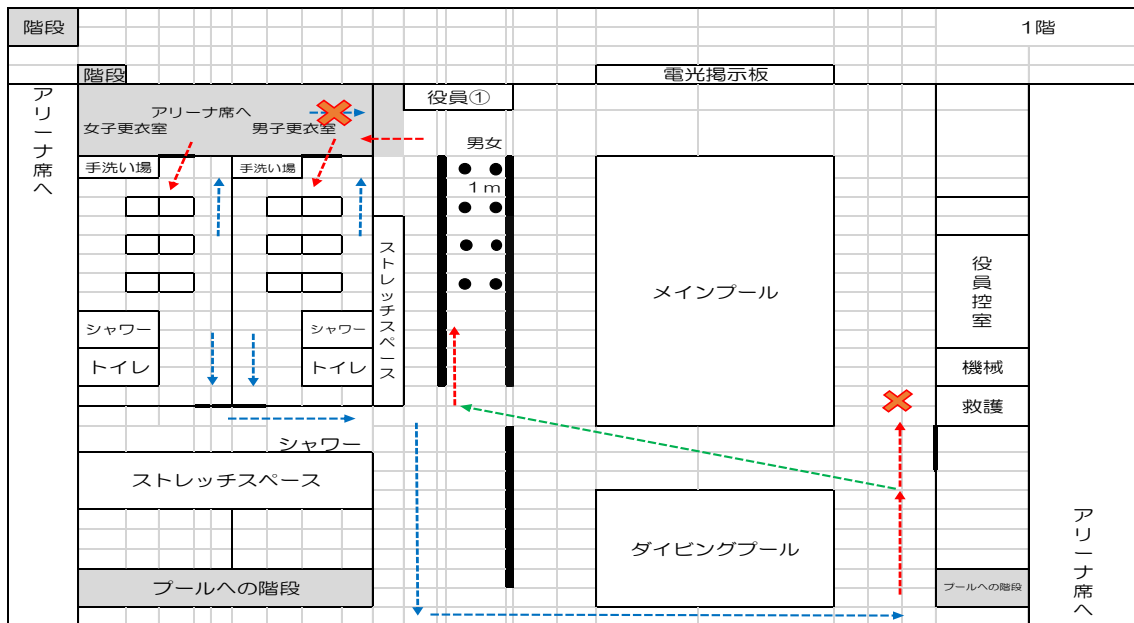 階段
1階
階段
電光掲示板
アリーナ席へ
役員①
アリーナ席へ
女子更衣室
男子更衣室
男女
手洗い場
手洗い場
1m
ストレッチスペース
メインプール
役員控室
シャワー
シャワー
トイレ
トイレ
機械
救護
シャワー
ストレッチスペース
ダイビングプール
アリーナ席へ
プールへの階段
プールへの階段